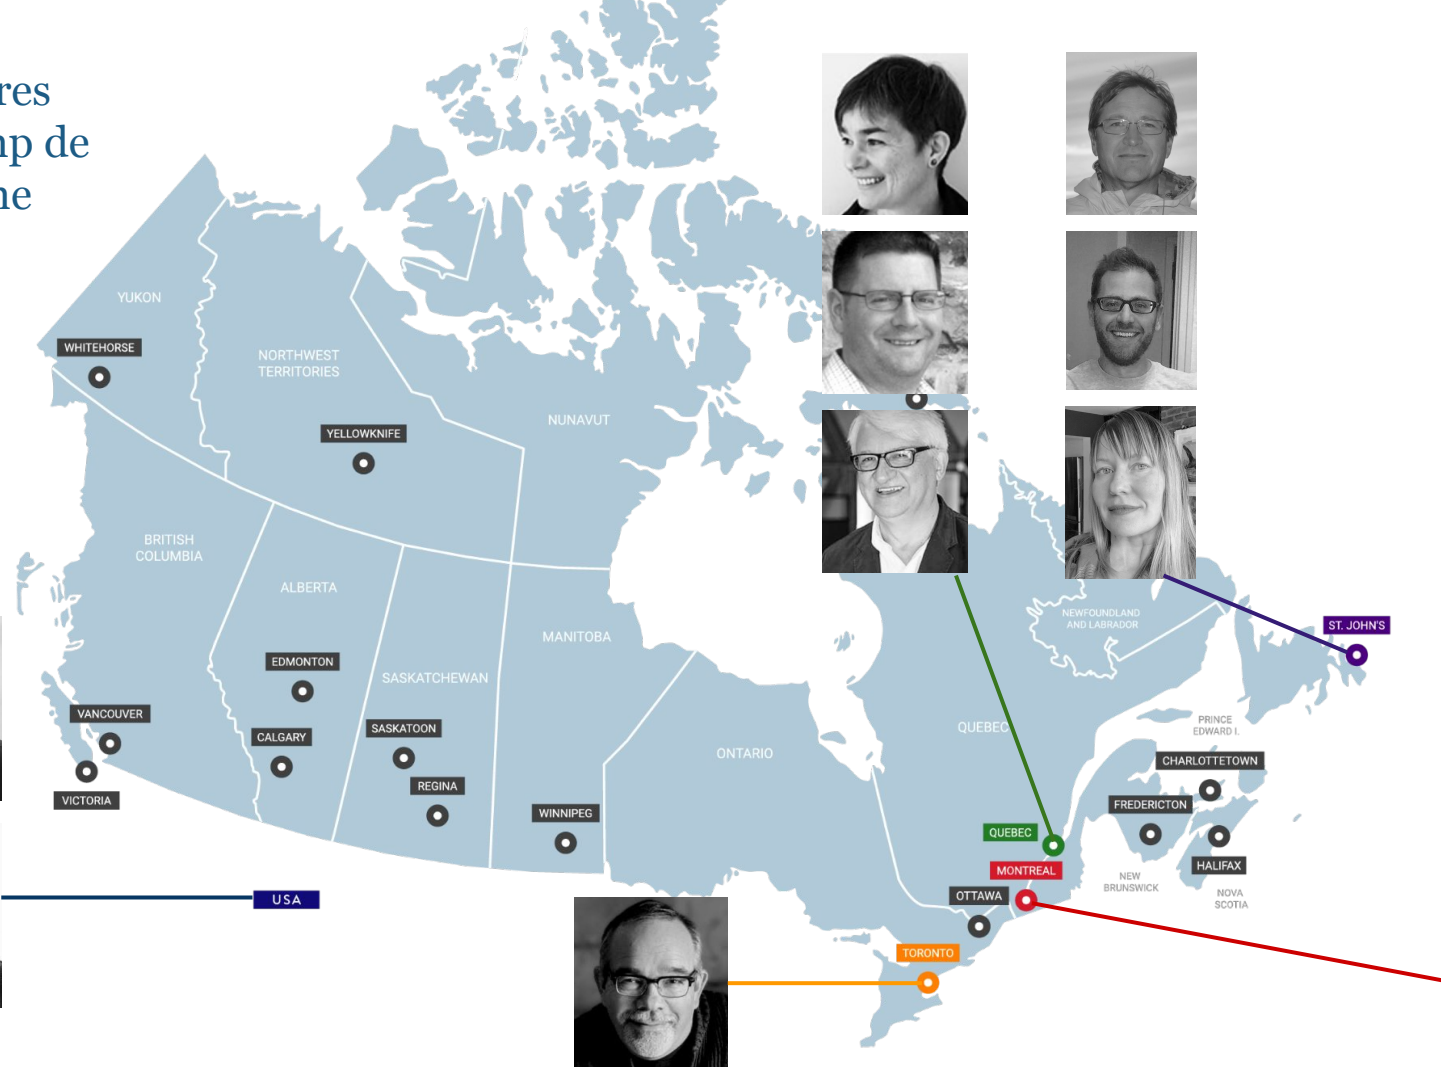 res
np de
ne
YUKON
WHITEHORSE
NORTHWEST
TERRITORIES
YELLOWKNIFE
NUNAVUT
BRITISH
COLUMBIA
ALBERTA
MANITOBA
NEWFOUNDLAND
AND LABRADOR
ST. JOHN'S
EDMONTON
SASKATCHEWAN
VANCOUVER
CALGARY
SASKATOON
QUEBEC
PRINCE
EDWARD I.
ONTARIO
CHARLOTTETOWN
REGINA
VICTORIA
FREDERICTON
WINNIPEG
QUEBEC
HALIFAX
MONTREAL
NEW
BRUNSWICK
OTTAWA
NOVA
SCOTIA
USA
TORONTO